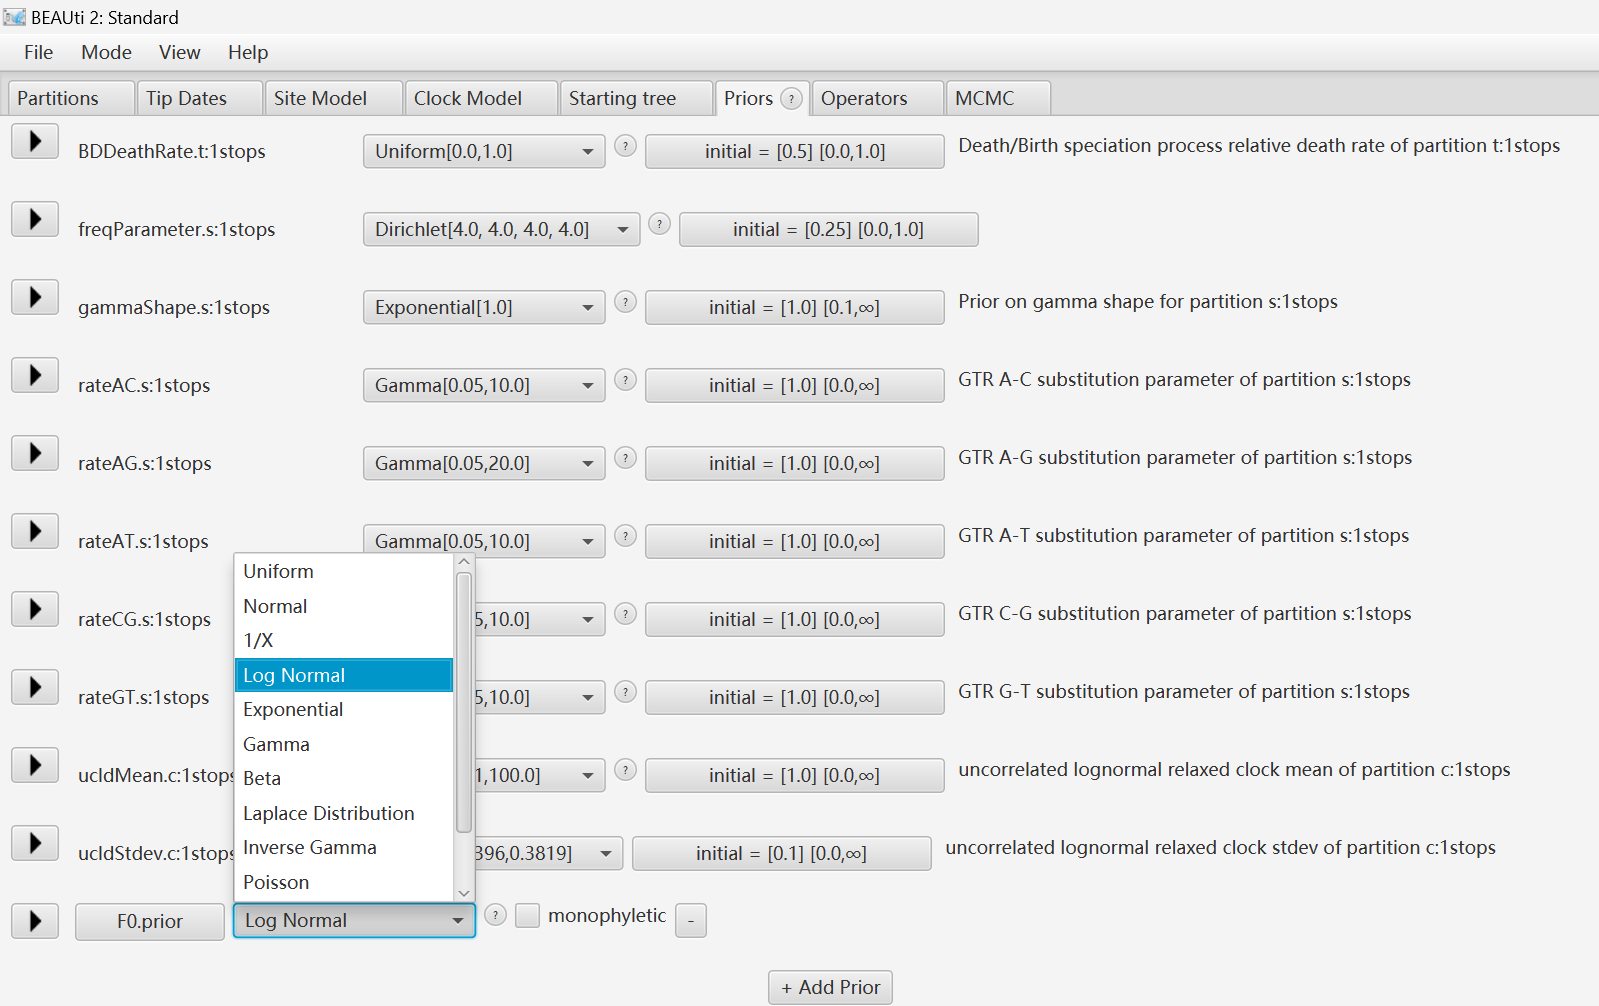 BEAUti 2: Standard
File Mode View Help
Partitions Tip Dates Site Model Clock Model Starting tree Priors ? Operators MCMC
BDDeathRate.t:1stops Uniform[0.0,1.0] ? initial = [0.5] [0.0,1.0] Death/Birth speciation process relative death rate of partition t:1stops
freqParameter.s:1stops Dirichlet[4.0, 4.0, 4.0, 4.0] ? initial = [0.25] [0.0,1.0]
gammaShape.s:1stops Exponential[1.0] ? initial = [1.0] [0.1,∞] Prior on gamma shape for partition s:1stops
rateAC.s:1stops Gamma[0.05,10.0] ? initial = [1.0] [0.0,∞] GTR A-C substitution parameter of partition s:1stops
rateAG.s:1stops Gamma[0.05,20.0] ? initial = [1.0] [0.0,∞] GTR A-G substitution parameter of partition s:1stops
rateAT.s:1stops Gamma[0.05,10.0] ? initial = [1.0] [0.0,∞] GTR A-T substitution parameter of partition s:1stops
Uniform
Normal
rateCG.s:1stops 5,10.0] ? initial = [1.0] [0.0,∞] GTR C-G substitution parameter of partition s:1stops
1/X
Log Normal
rateGT.s:1stops 5,10.0] ? initial = [1.0] [0.0,∞] GTR G-T substitution parameter of partition s:1stops
Exponential
Gamma
ucldMean.c:1stops 1,100.0] ? initial = [1.0] [0.0,∞] uncorrelated lognormal relaxed clock mean of partition c:1stops
Beta
Laplace Distribution
Inverse Gamma
ucldStdev.c:1stops 396,0.3819] initial = [0.1] [0.0,∞] uncorrelated lognormal relaxed clock stdev of partition c:1stops
Poisson
F0.prior Log Normal ? monophyletic -
+ Add Prior